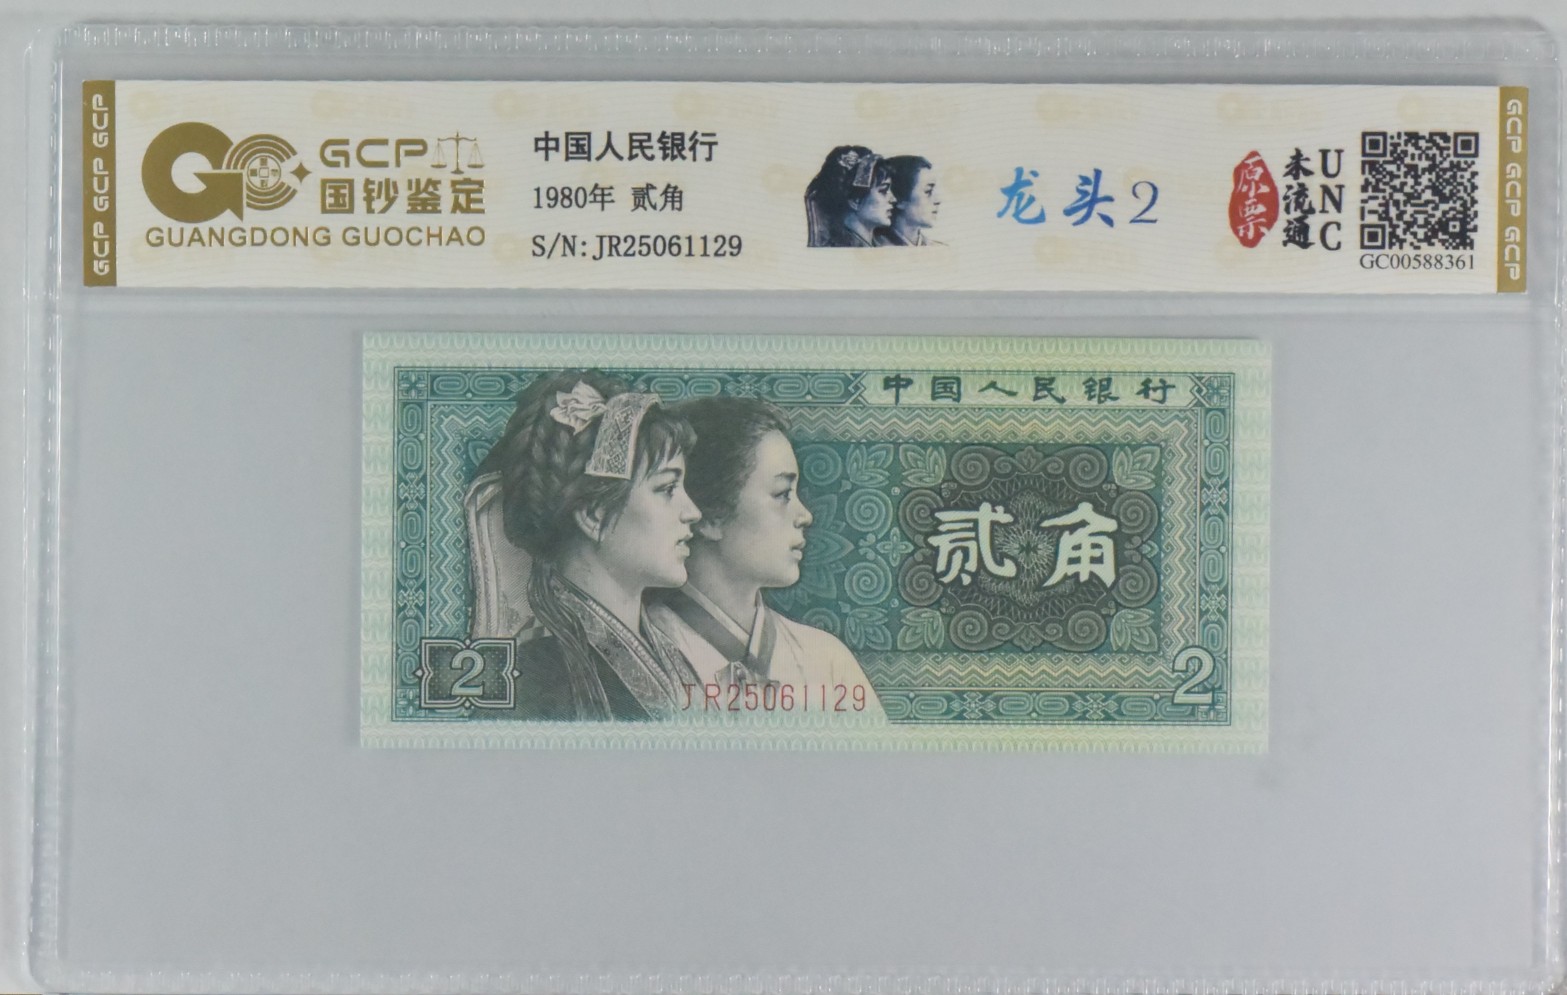 GCP GCP GCP
GCP
国钞鉴定
GUANGDONG GUOCHAO
中国人民银行
1980年 贰角
S/N: JR25061129
龙头2
原票
未流通
UNC
GC00588361
GCP GCP GCP
中国人民银行
贰角
2
JR25061129
2